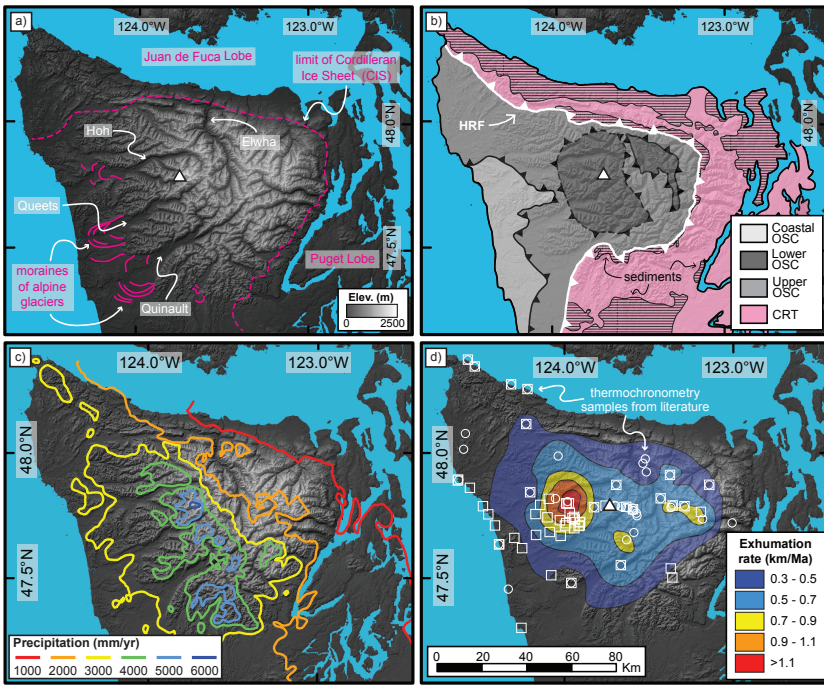 a)
124.0°W
123.0°W
Juan de Fuca Lobe
limit of Cordilleran
Ice Sheet (CIS)
48.0°N
Hoh
Elwha
Queets
47.5°N
moraines
of alpine
glaciers
Puget Lobe
Quinault
Elev. (m)
0
2500
b)
124.0°W
123.0°W
48.0°N
HRF
47.5°N
sediments
Coastal
OSC
Lower
OSC
Upper
OSC
CRT
c)
124.0°W
123.0°W
48.0°N
47.5°N
Precipitation (mm/yr)
1000 2000 3000 4000 5000 6000
d)
124.0°W
123.0°W
thermochronometry
samples from literature
48.0°N
47.5°N
Exhumation
rate (km/Ma)
0.3 - 0.5
0.5 - 0.7
0.7 - 0.9
0.9 - 1.1
>1.1
0 20 40 60 80
Km